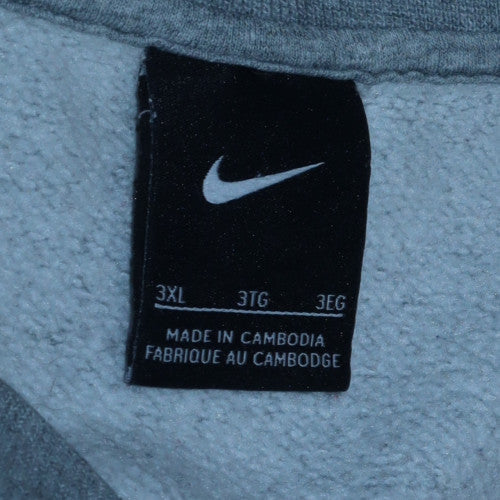 3XL 3TG 3EG
MADE IN CAMBODIA
FABRIQUE AU CAMBODGE